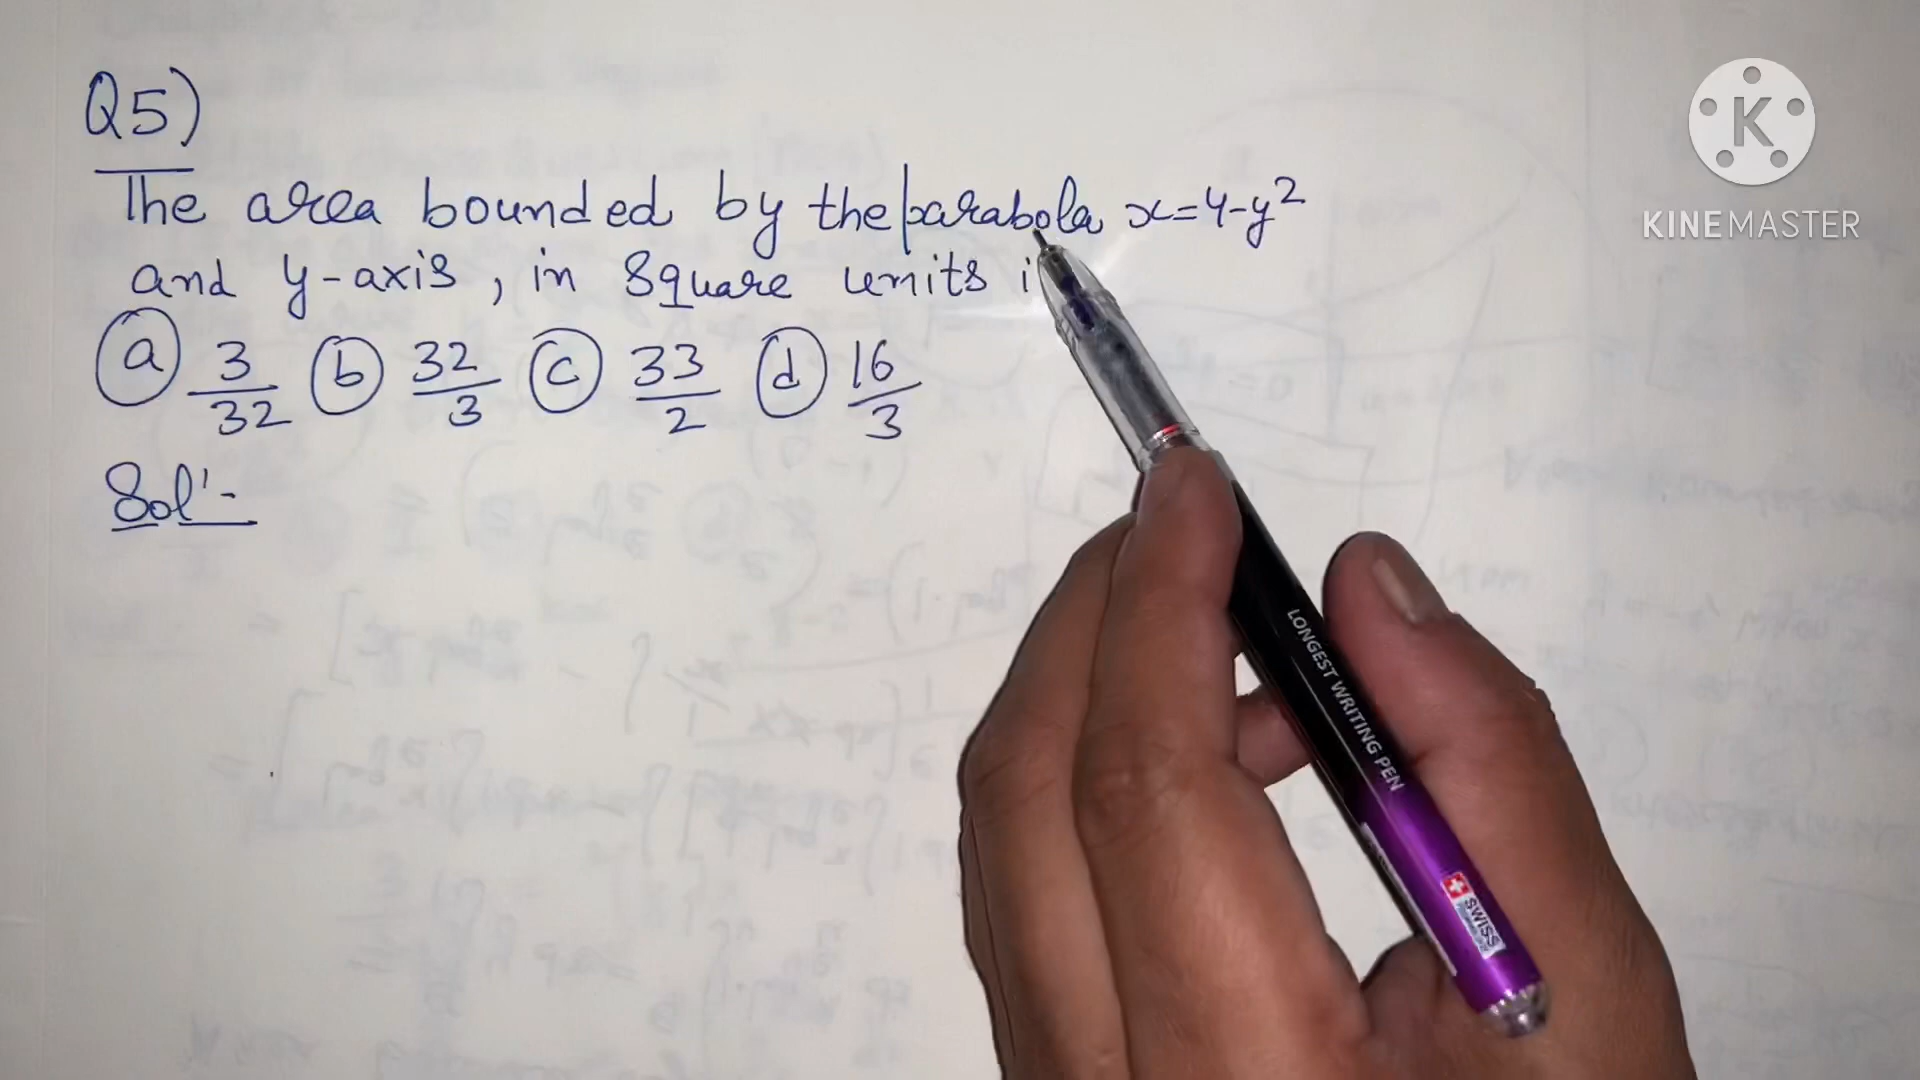 Q5)
The area bounded by the parabola x=4-y²
and y-axis, in square units i
a 3/32 b 32/3 c 33/2 d 16/3
Sol':-
K
KINEMASTER
LONGEST WRITING PEN
SWISS